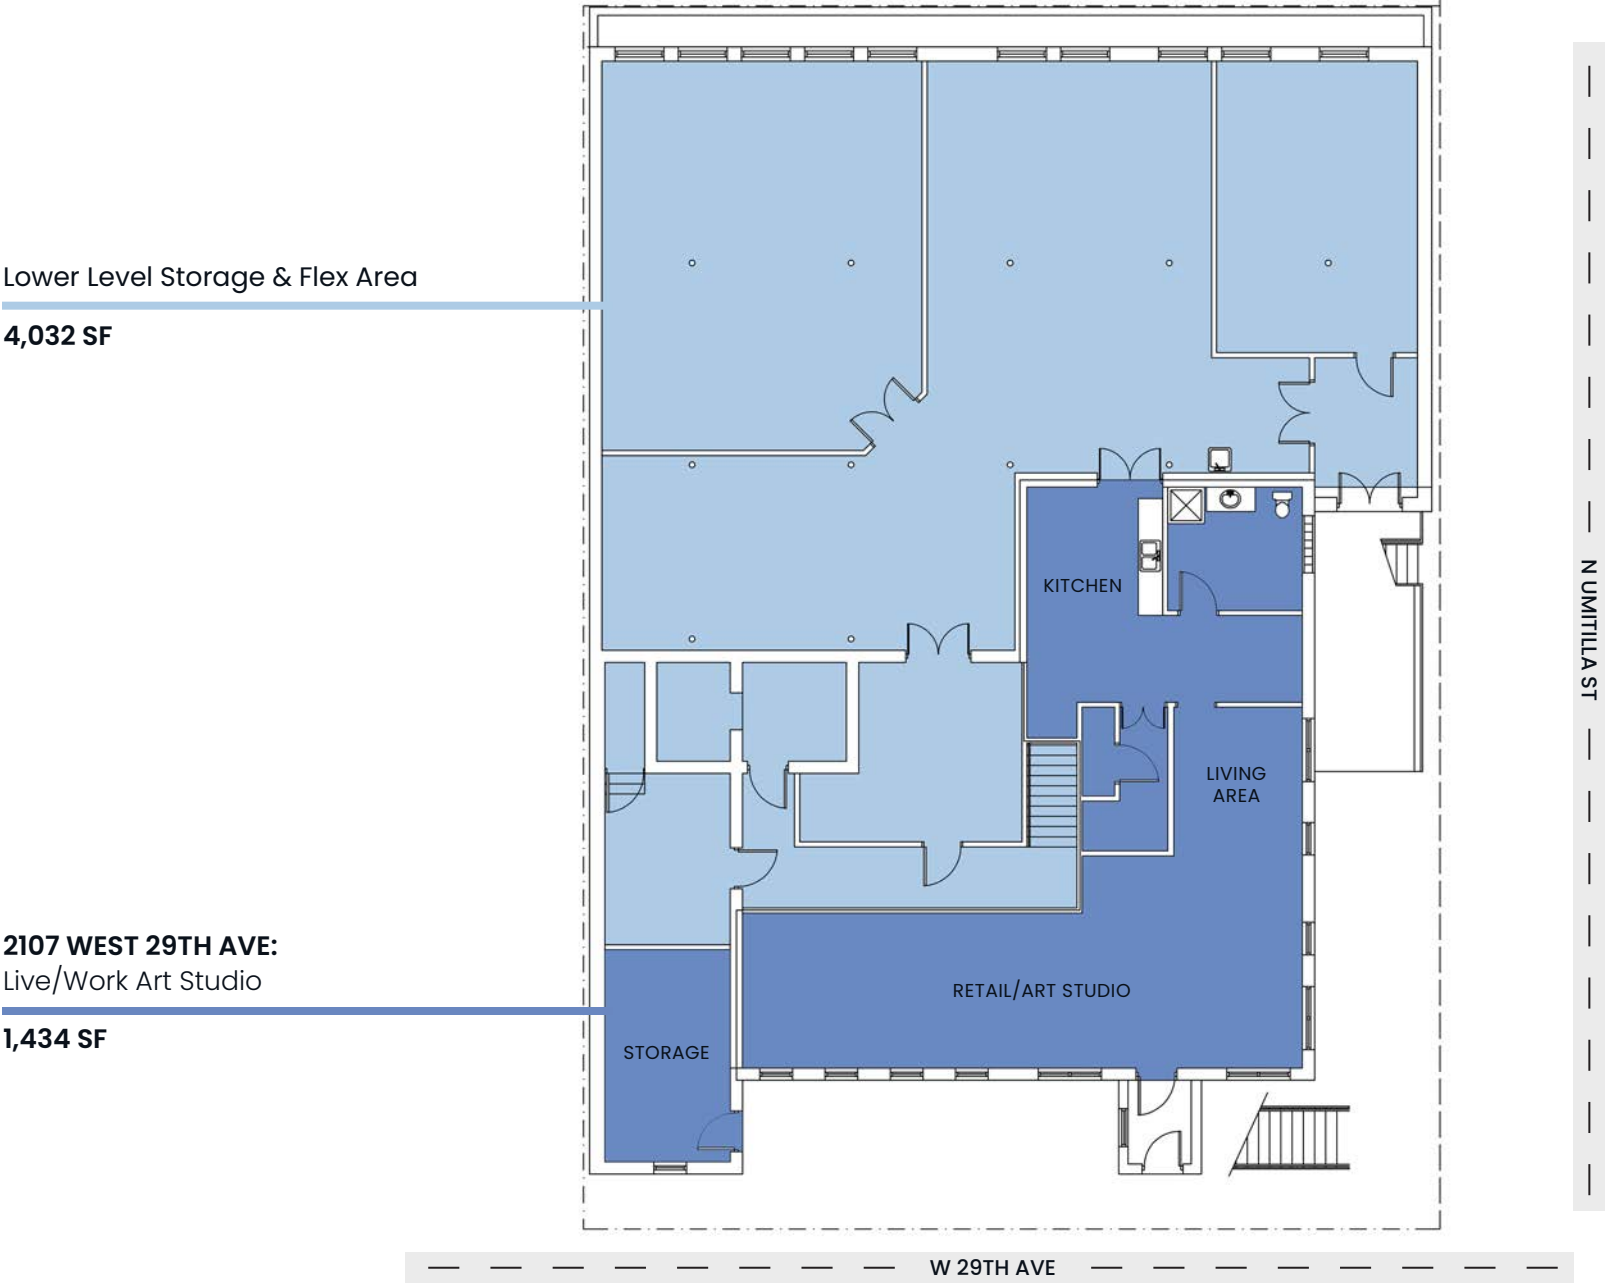 Lower Level Storage & Flex Area
4,032 SF
KITCHEN
N UMITILLA ST
LIVING
AREA
2107 WEST 29TH AVE:
Live/Work Art Studio
1,434 SF
RETAIL/ART STUDIO
STORAGE
W 29TH AVE